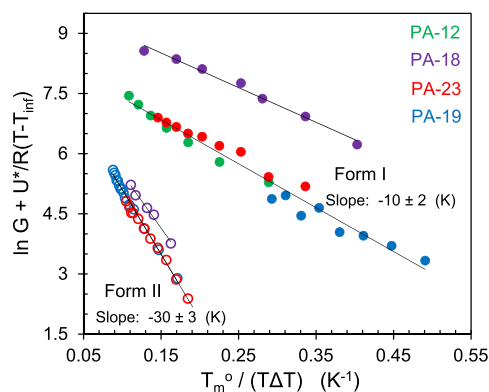 9
7.5
6
4.5
3
1.5
0.05
0.15
0.25
0.35
0.45
0.55
ln G + U*/R(T-T_inf)
T_m^o / (TΔT) (K^-1)
PA-12
PA-18
PA-23
PA-19
Form I
Slope: -10 ± 2 (K)
Form II
Slope: -30 ± 3 (K)